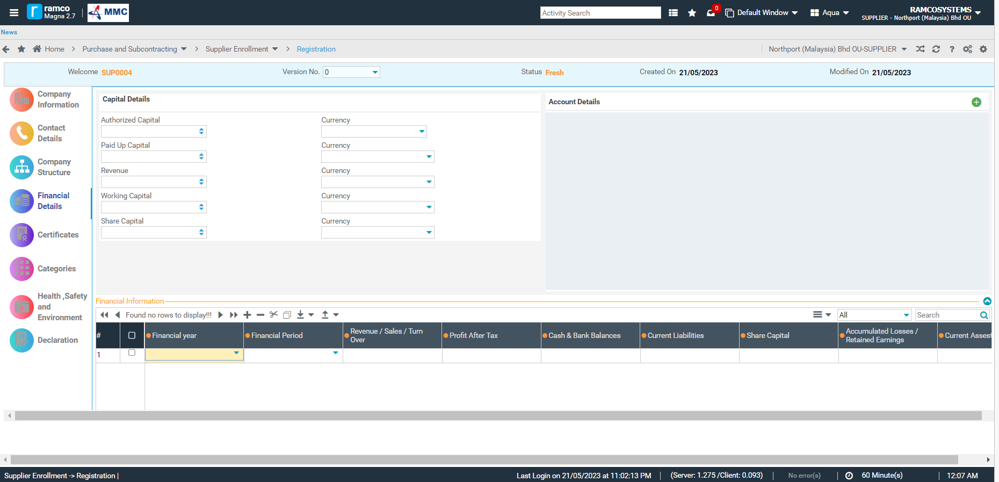 ramco
Magna 2.7
MMC
Activity Search
0
Default Window
Aqua
RAMCOSYSTEMS
SUPPLIER - Northport (Malaysia) Bhd OU
News
Home > Purchase and Subcontracting > Supplier Enrollment > Registration
Northport (Malaysia) Bhd OU-SUPPLIER
?
Welcome SUP0004
Version No. 0
Status Fresh
Created On 21/05/2023
Modified On 21/05/2023
Company
Information
Contact
Details
Company
Structure
Financial
Details
Certificates
Categories
Health ,Safety
and
Environment
Declaration
Capital Details
Authorized Capital
Currency
Paid Up Capital
Currency
Revenue
Currency
Working Capital
Currency
Share Capital
Currency
Account Details
Financial Information
Found no rows to display!!!
All
Search
#
Financial year
Financial Period
Revenue / Sales / Turn
Over
Profit After Tax
Cash & Bank Balances
Current Liabilities
Share Capital
Accumulated Losses /
Retained Earnings
Current Assest
1
Supplier Enrollment -> Registration |
Last Login on 21/05/2023 at 11:02:13 PM
(Server: 1.275 /Client: 0.093)
No error(s)
60 Minute(s)
12:07 AM